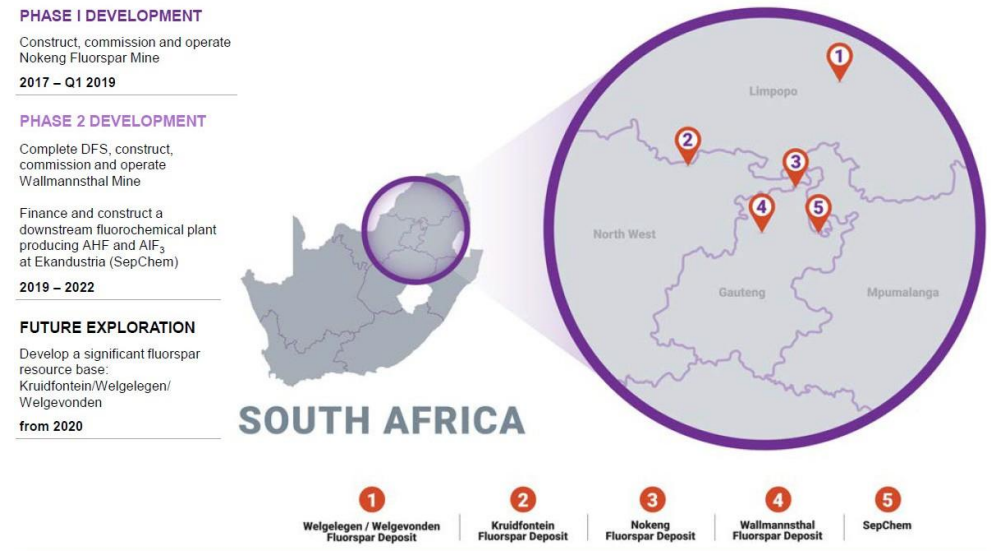 PHASE I DEVELOPMENT
Construct, commission and operate
Nokeng Fluorspar Mine
2017 – Q1 2019
PHASE 2 DEVELOPMENT
Complete DFS, construct,
commission and operate
Wallmannsthal Mine
Finance and construct a
downstream fluorochemical plant
producing AHF and AlF3
at Ekandustria (SepChem)
2019 – 2022
FUTURE EXPLORATION
Develop a significant fluorspar
resource base:
Kruidfontein/Welgelegen/
Welgevonden
from 2020
SOUTH AFRICA
1
Limpopo
2
3
4
5
North West
Gauteng
Mpumalanga
1
Welgelegen / Welgevonden
Fluorspar Deposit
2
Kruidfontein
Fluorspar Deposit
3
Nokeng
Fluorspar Deposit
4
Wallmannsthal
Fluorspar Deposit
5
SepChem